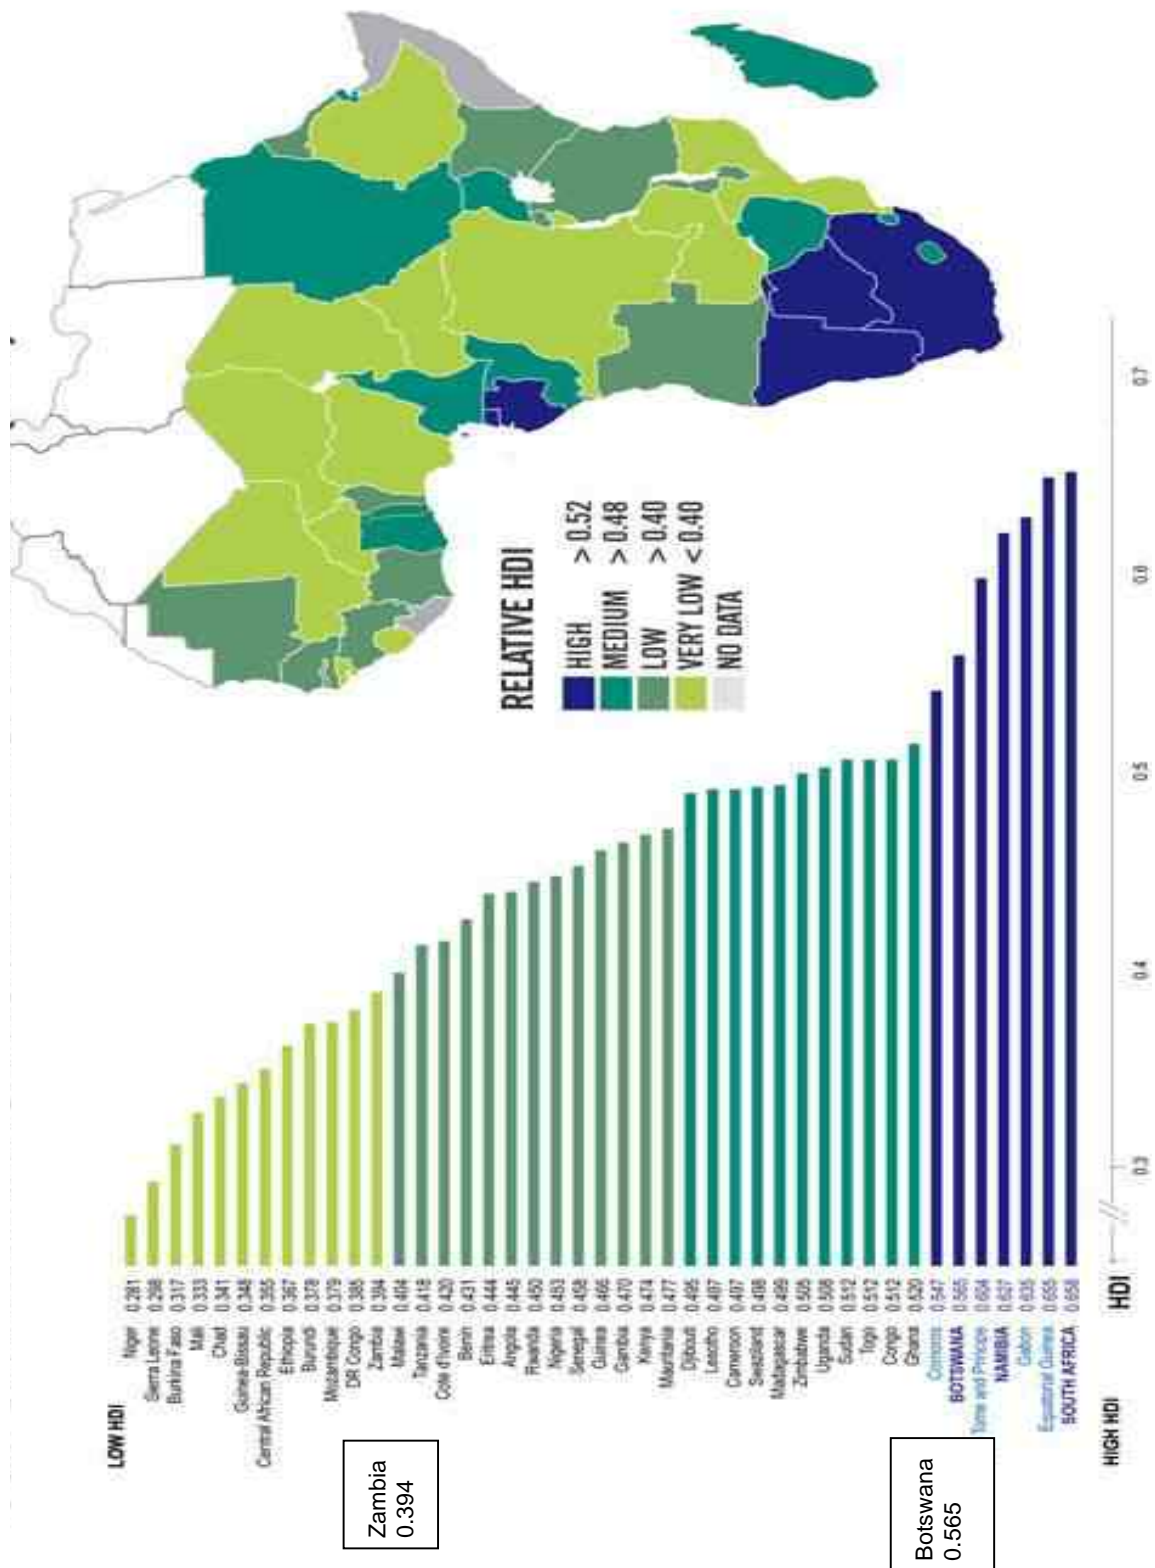 LOW HDI
Niger 0.281
Sierra Leone 0.298
Burkina Faso 0.317
Mali 0.333
Chad 0.341
Guinea-Bissau 0.348
Central African Republic 0.355
Ethiopia 0.367
Burundi 0.378
Mozambique 0.379
DR Congo 0.385
Zambia 0.394
Malawi 0.404
Tanzania 0.418
Cote d'Ivoire 0.420
Benin 0.431
Eritrea 0.444
Angola 0.445
Rwanda 0.450
Nigeria 0.453
Senegal 0.458
Guinea 0.466
Gambia 0.470
Kenya 0.474
Mauritania 0.477
Djibouti 0.495
Lesotho 0.497
Cameroon 0.497
Swaziland 0.498
Madagascar 0.499
Zimbabwe 0.505
Uganda 0.508
Sudan 0.512
Togo 0.512
Congo 0.512
Ghana 0.520
Comoros 0.547
BOTSWANA 0.565
Tome and Principe 0.604
NAMIBIA 0.627
Gabon 0.635
Equatorial Guinea 0.655
SOUTH AFRICA 0.658
HIGH HDI
HDI 0.3 0.4 0.5 0.6 0.7
RELATIVE HDI
HIGH > 0.52
MEDIUM > 0.48
LOW > 0.40
VERY LOW < 0.40
NO DATA
Zambia
0.394
Botswana
0.565